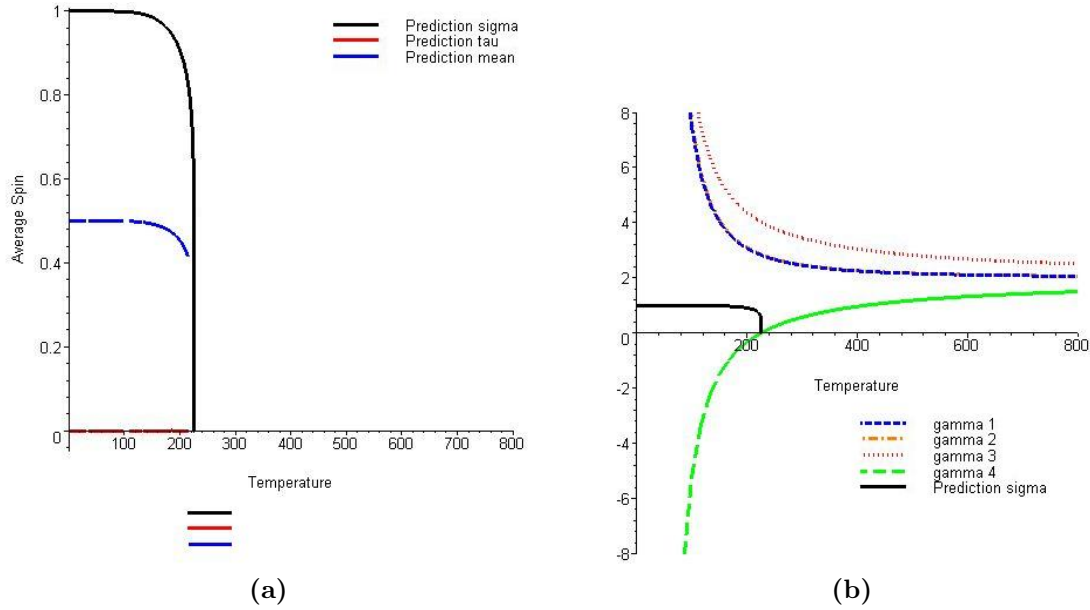 1
0.8
0.6
0.4
0.2
0
Average Spin
100 200 300 400 500 600 700 800
Temperature
Prediction sigma
Prediction tau
Prediction mean
(a)
8
6
4
2
0
-2
-4
-6
-8
200 400 600 800
Temperature
gamma 1
gamma 2
gamma 3
gamma 4
Prediction sigma
(b)